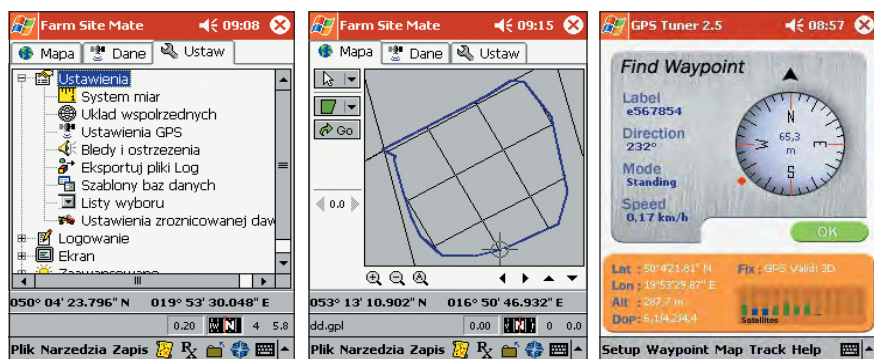 Farm Site Mate 09:08
Mapa Dane Ustaw
Ustawienia
System miar
Uklad wspolrzednych
Ustawienia GPS
Bledy i ostrzezenia
Eksportuj pliki Log
Szablony baz danych
Listy wyboru
Ustawienia zroznicowanej daw
Logowanie
Ekran
Zaawansowane
050° 04' 23.796" N 019° 53' 30.048" E
0.20 N 4 5.8
Plik Narzedzia Zapis
Farm Site Mate 09:15
Mapa Dane Ustaw
Go
0.0
053° 13' 10.902" N 016° 50' 46.932" E
dd.gpl 0.00 N 0 0.0
Plik Narzedzia Zapis
GPS Tuner 2.5 08:57
Find Waypoint
Label
e567854
Direction
232°
Mode
Standing
Speed
0,17 km/h
N
E
S
W
65,3
m
OK
Lat : 50°4'21.81" N Fix : GPS Valid: 3D
Lon : 19°53'29.87" E
Alt : 287.7 m
Dop: 6,1/4,2/4,4 Satellites
Setup Waypoint Map Track Help